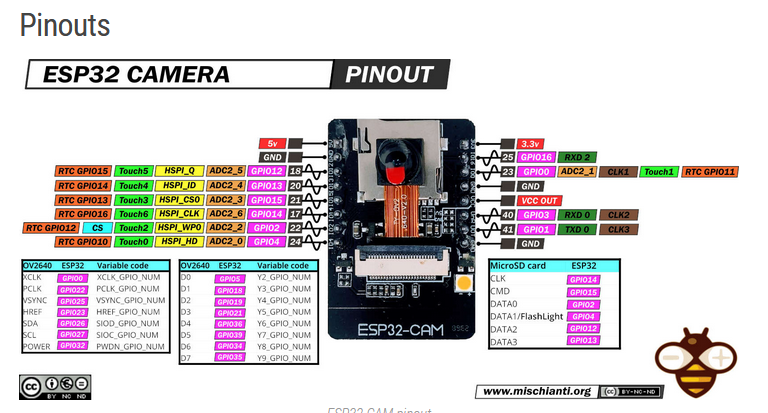 Pinouts
ESP32 CAMERA PINOUT
5v
GND
RTC GPIO15 Touch5 HSPI_Q ADC2_5 GPIO12 18
RTC GPIO14 Touch4 HSPI_ID ADC2_4 GPIO13 20
RTC GPIO13 Touch3 HSPI_CS0 ADC2_3 GPIO15 21
RTC GPIO16 Touch6 HSPI_CLK ADC2_6 GPIO14 17
RTC GPIO12 CS Touch2 HSPI_WP0 ADC2_2 GPIO2 22
RTC GPIO10 Touch0 HSPI_HD ADC2_0 GPIO4 24
3.3v
25 GPIO16 RXD 2
23 GPIO0 ADC2_1 CLK1 Touch1 RTC GPIO11
GND
VCC OUT
40 GPIO3 RXD 0 CLK2
41 GPIO1 TXD 0 CLK3
GND
ESP32-CAM
OV2640 ESP32 Variable code
XCLK GPIO0 XCLK_GPIO_NUM
PCLK GPIO22 PCLK_GPIO_NUM
VSYNC GPIO25 VSYNC_GPIO_NUM
HREF GPIO23 HREF_GPIO_NUM
SDA GPIO26 SIOD_GPIO_NUM
SCL GPIO27 SIOC_GPIO_NUM
POWER GPIO32 PWDN_GPIO_NUM
OV2640 ESP32 Variable code
D0 GPIO5 Y2_GPIO_NUM
D1 GPIO18 Y3_GPIO_NUM
D2 GPIO19 Y4_GPIO_NUM
D3 GPIO21 Y5_GPIO_NUM
D4 GPIO36 Y6_GPIO_NUM
D5 GPIO39 Y7_GPIO_NUM
D6 GPIO34 Y8_GPIO_NUM
D7 GPIO35 Y9_GPIO_NUM
MicroSD card ESP32
CLK GPIO14
CMD GPIO15
DATA0 GPIO2
DATA1/FlashLight GPIO4
DATA2 GPIO12
DATA3 GPIO13
cc BY NC ND
www.mischianti.org cc BY-NC-ND
ESP32 CAM pinout